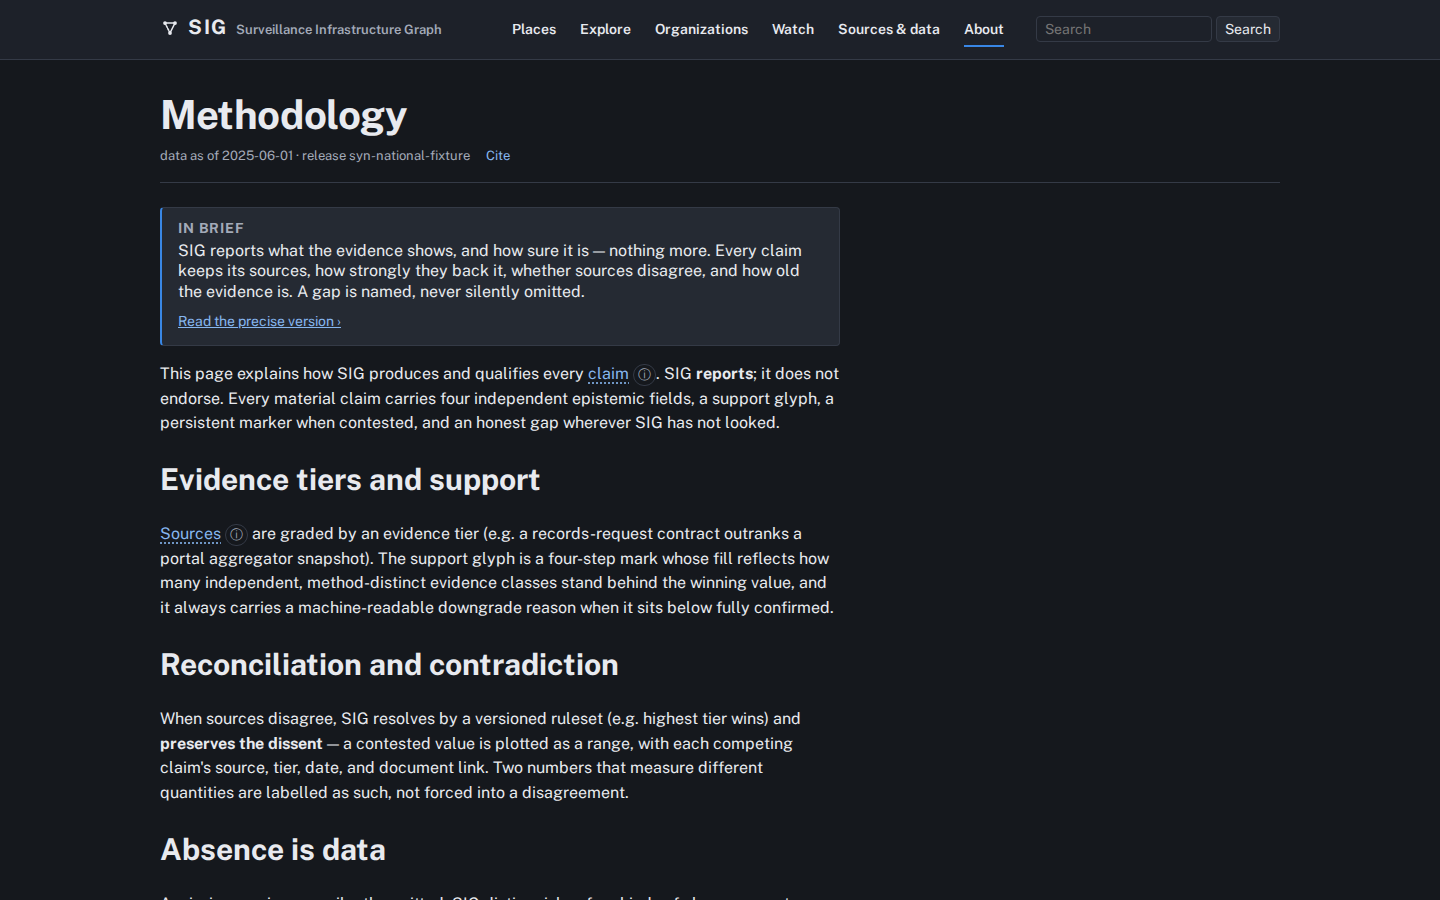 SIG Surveillance Infrastructure Graph Places Explore Organizations Watch Sources & data About Search Search
Methodology
data as of 2025-06-01 · release syn-national-fixture Cite
IN BRIEF
SIG reports what the evidence shows, and how sure it is — nothing more. Every claim
keeps its sources, how strongly they back it, whether sources disagree, and how old
the evidence is. A gap is named, never silently omitted.
Read the precise version ›
This page explains how SIG produces and qualifies every claim ⓘ. SIG reports; it does not
endorse. Every material claim carries four independent epistemic fields, a support glyph, a
persistent marker when contested, and an honest gap wherever SIG has not looked.
Evidence tiers and support
Sources ⓘ are graded by an evidence tier (e.g. a records-request contract outranks a
portal aggregator snapshot). The support glyph is a four-step mark whose fill reflects how
many independent, method-distinct evidence classes stand behind the winning value, and
it always carries a machine-readable downgrade reason when it sits below fully confirmed.
Reconciliation and contradiction
When sources disagree, SIG resolves by a versioned ruleset (e.g. highest tier wins) and
preserves the dissent — a contested value is plotted as a range, with each competing
claim's source, tier, date, and document link. Two numbers that measure different
quantities are labelled as such, not forced into a disagreement.
Absence is data